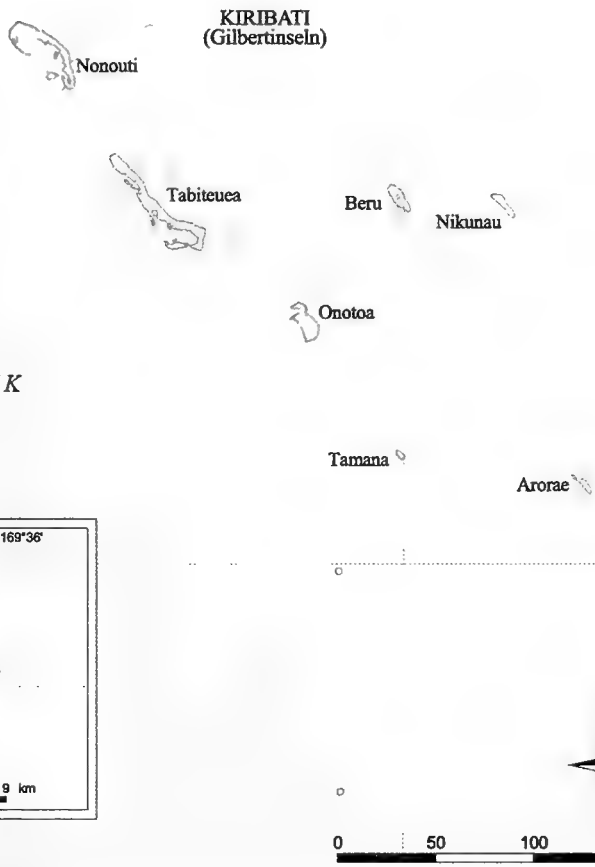 KIRIBATI
(Gilbertinseln)
Nonouti
Tabiteuea
Beru
Nikunau
Onotoa
K
Tamana
Arorae
169°36'
9 km
0 50 100